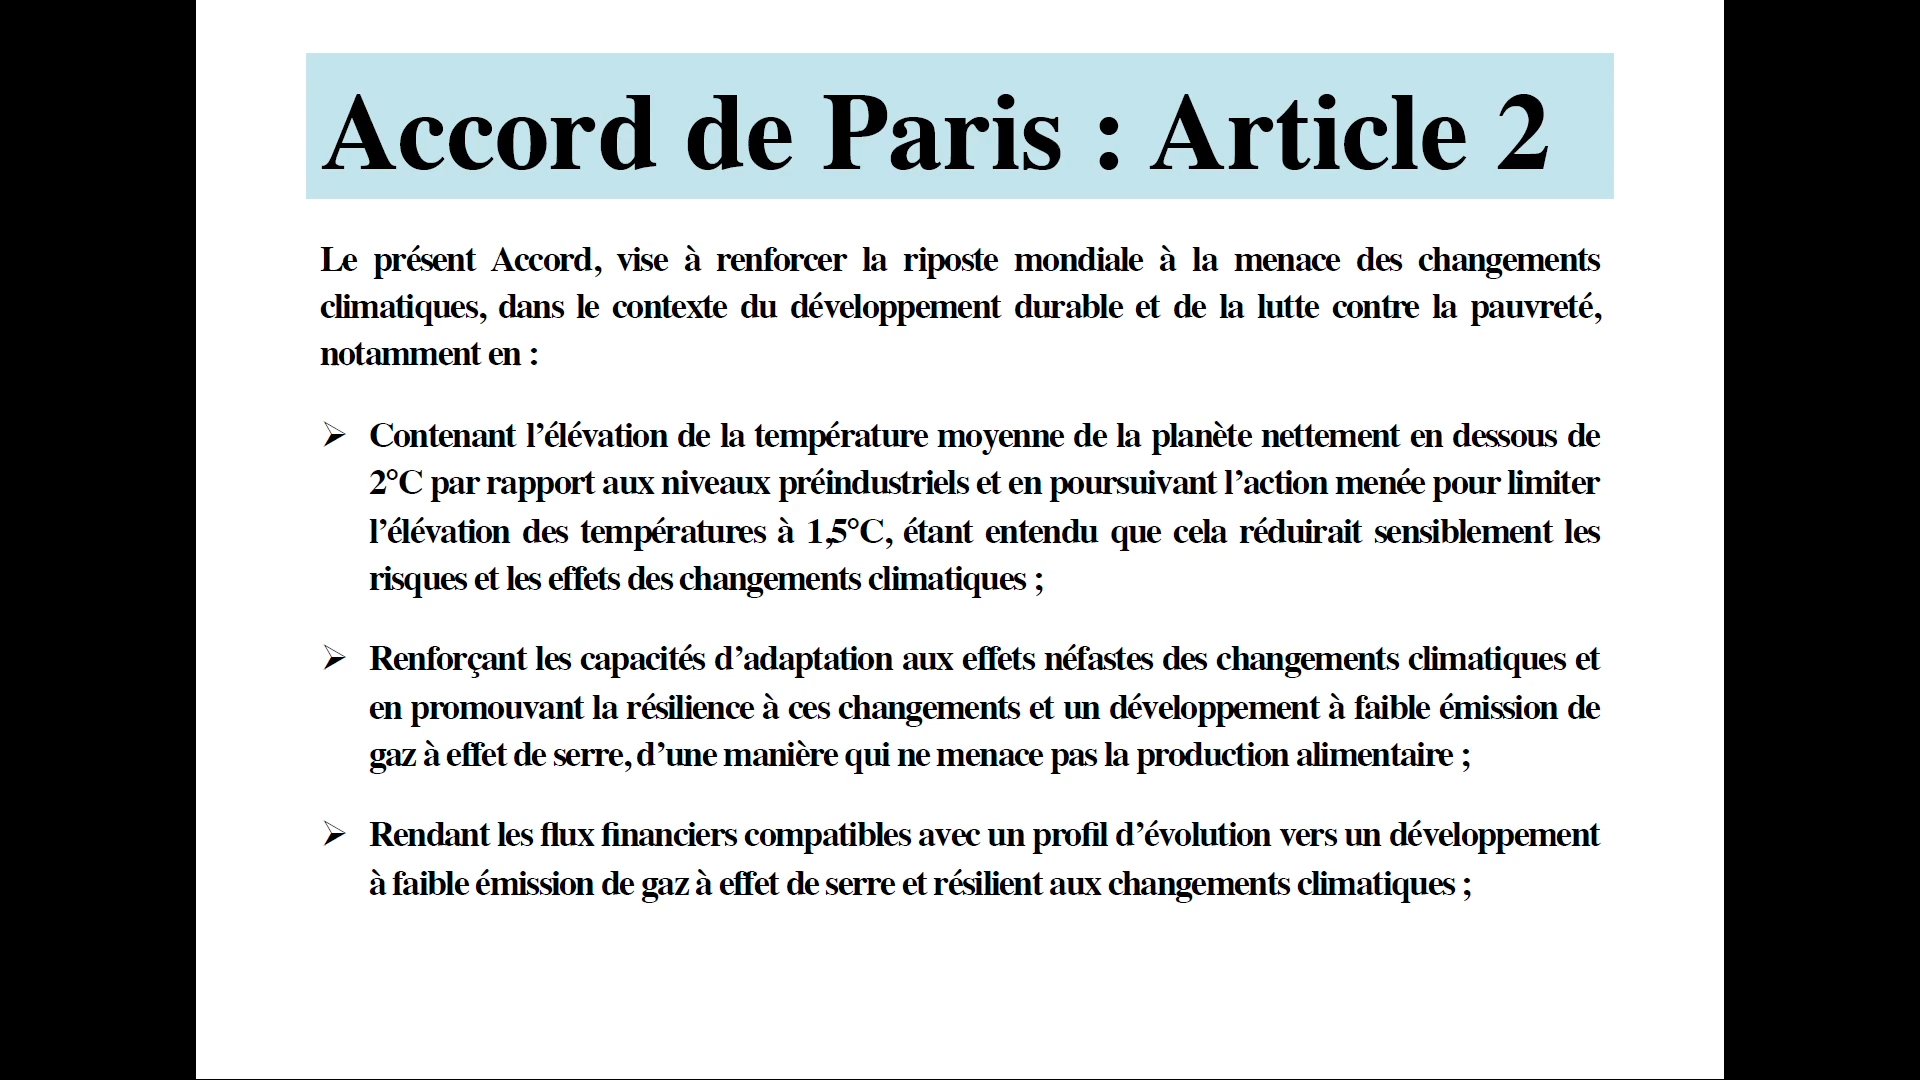 Accord de Paris : Article 2
Le présent Accord, vise à renforcer la riposte mondiale à la menace des changements
climatiques, dans le contexte du développement durable et de la lutte contre la pauvreté,
notamment en :
➢ Contenant l’élévation de la température moyenne de la planète nettement en dessous de
2°C par rapport aux niveaux préindustriels et en poursuivant l’action menée pour limiter
l’élévation des températures à 1,5°C, étant entendu que cela réduirait sensiblement les
risques et les effets des changements climatiques ;
➢ Renforçant les capacités d’adaptation aux effets néfastes des changements climatiques et
en promouvant la résilience à ces changements et un développement à faible émission de
gaz à effet de serre, d’une manière qui ne menace pas la production alimentaire ;
➢ Rendant les flux financiers compatibles avec un profil d’évolution vers un développement
à faible émission de gaz à effet de serre et résilient aux changements climatiques ;